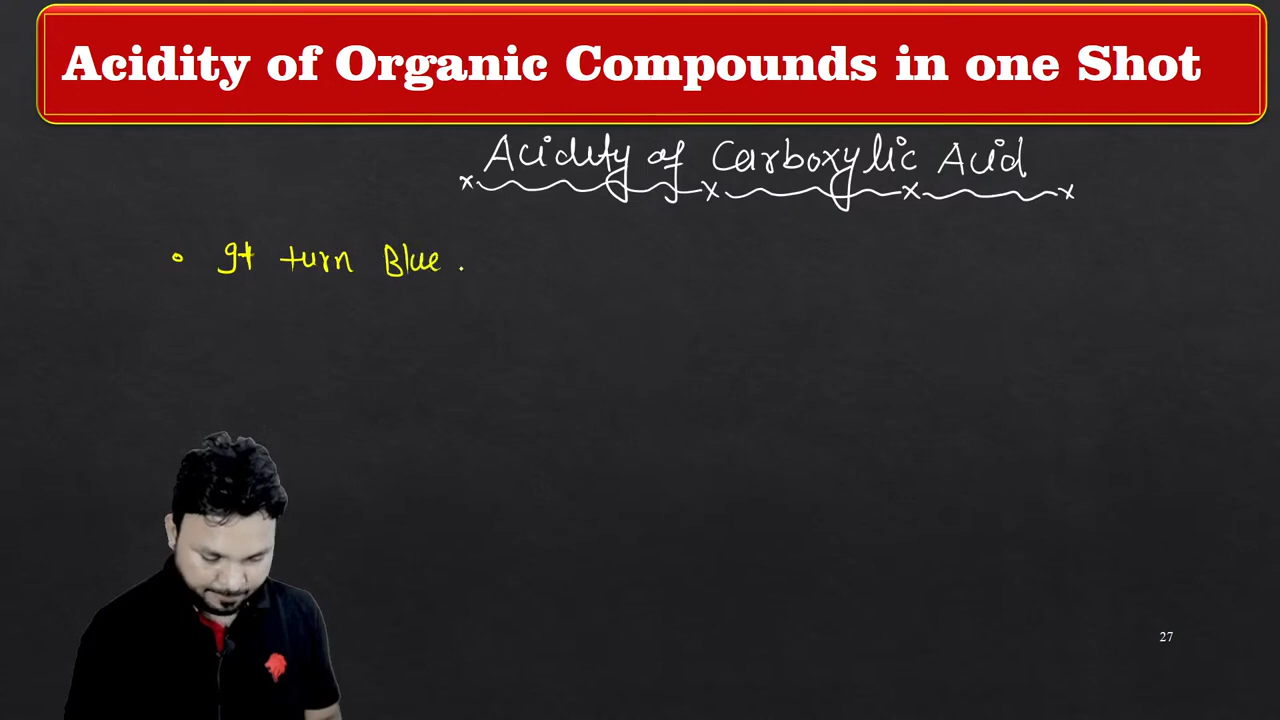 Acidity of Organic Compounds in one Shot
Acidity of Carboxylic Acid
• It turn Blue.
27